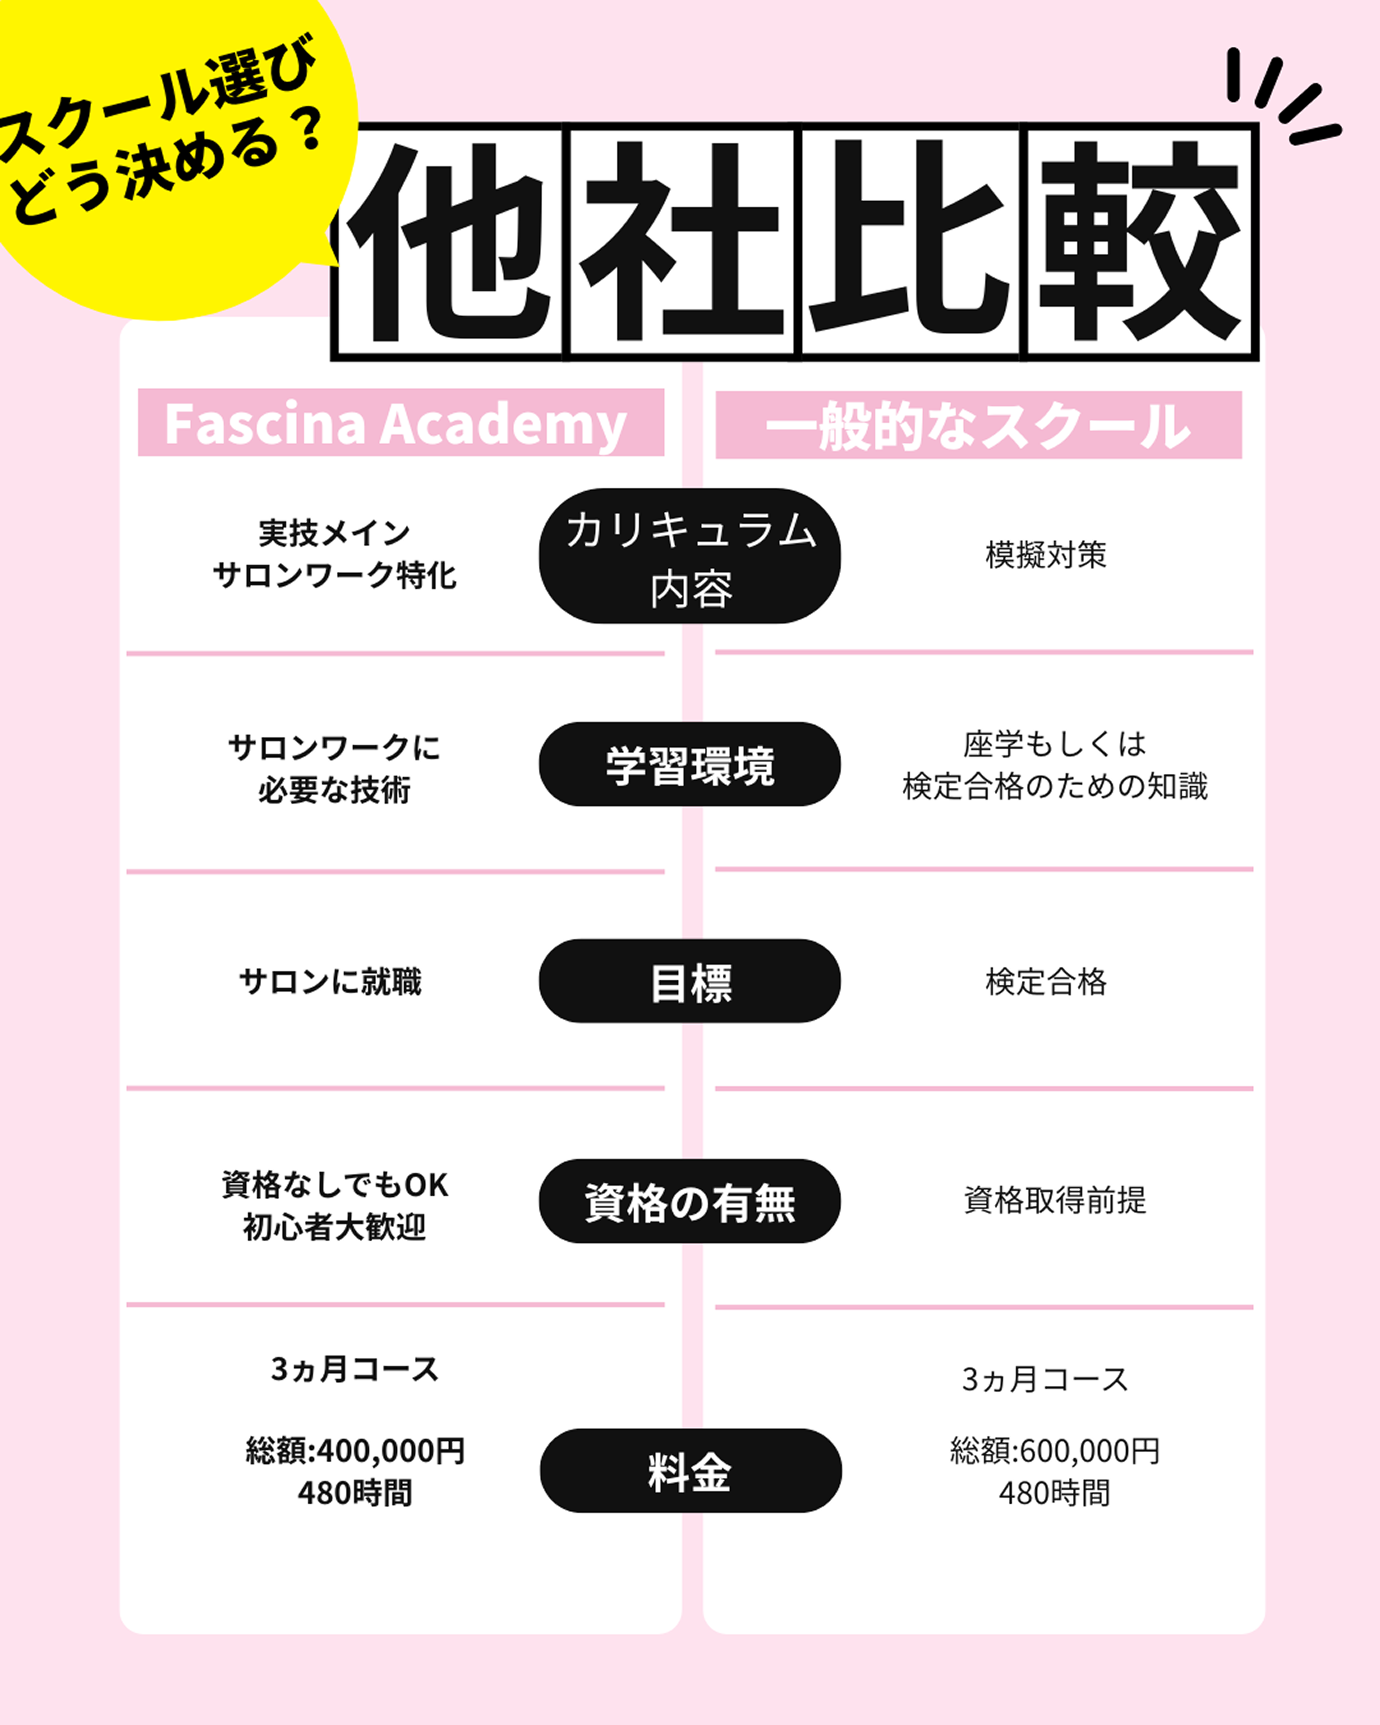 スクール選び
どう決める？
他社比較
Fascina Academy
一般的なスクール
実技メイン
サロンワーク特化
カリキュラム
内容
模擬対策
サロンワークに
必要な技術
学習環境
座学もしくは
検定合格のための知識
サロンに就職
目標
検定合格
資格なしでもOK
初心者大歓迎
資格の有無
資格取得前提
3ヵ月コース
総額:400,000円
480時間
料金
3ヵ月コース
総額:600,000円
480時間